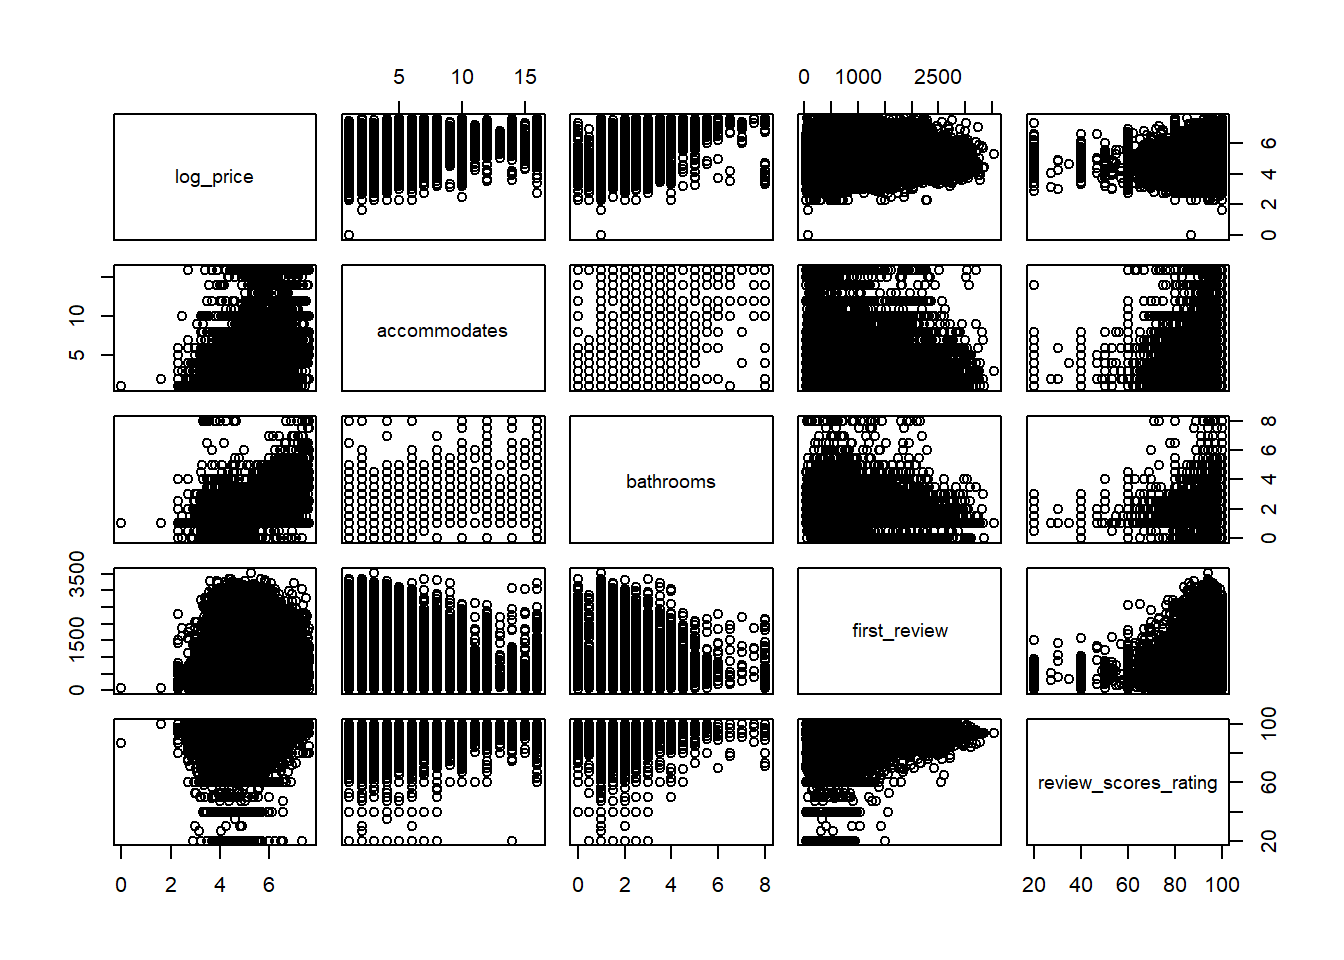 5 10 15
0 1000 2500
log_price
0 2 4 6
5 10
accommodates
bathrooms
0 2 4 6 8
0 1500 3500
first_review
review_scores_rating
20 60 100
0 2 4 6
0 2 4 6 8
20 40 60 80 100